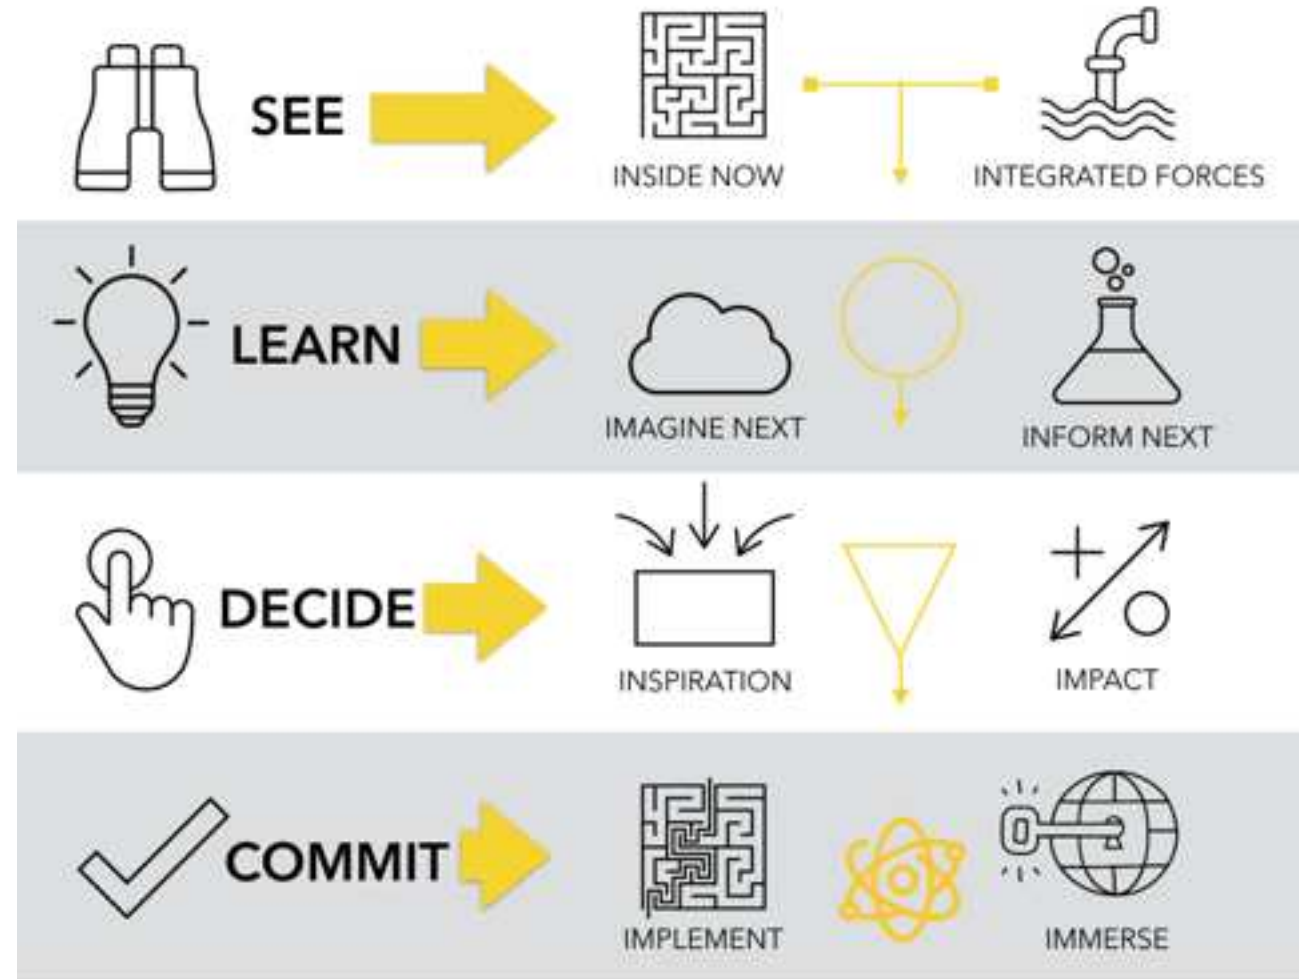 SEE
INSIDE NOW
INTEGRATED FORCES
LEARN
IMAGINE NEXT
INFORM NEXT
DECIDE
INSPIRATION
IMPACT
COMMIT
IMPLEMENT
IMMERSE